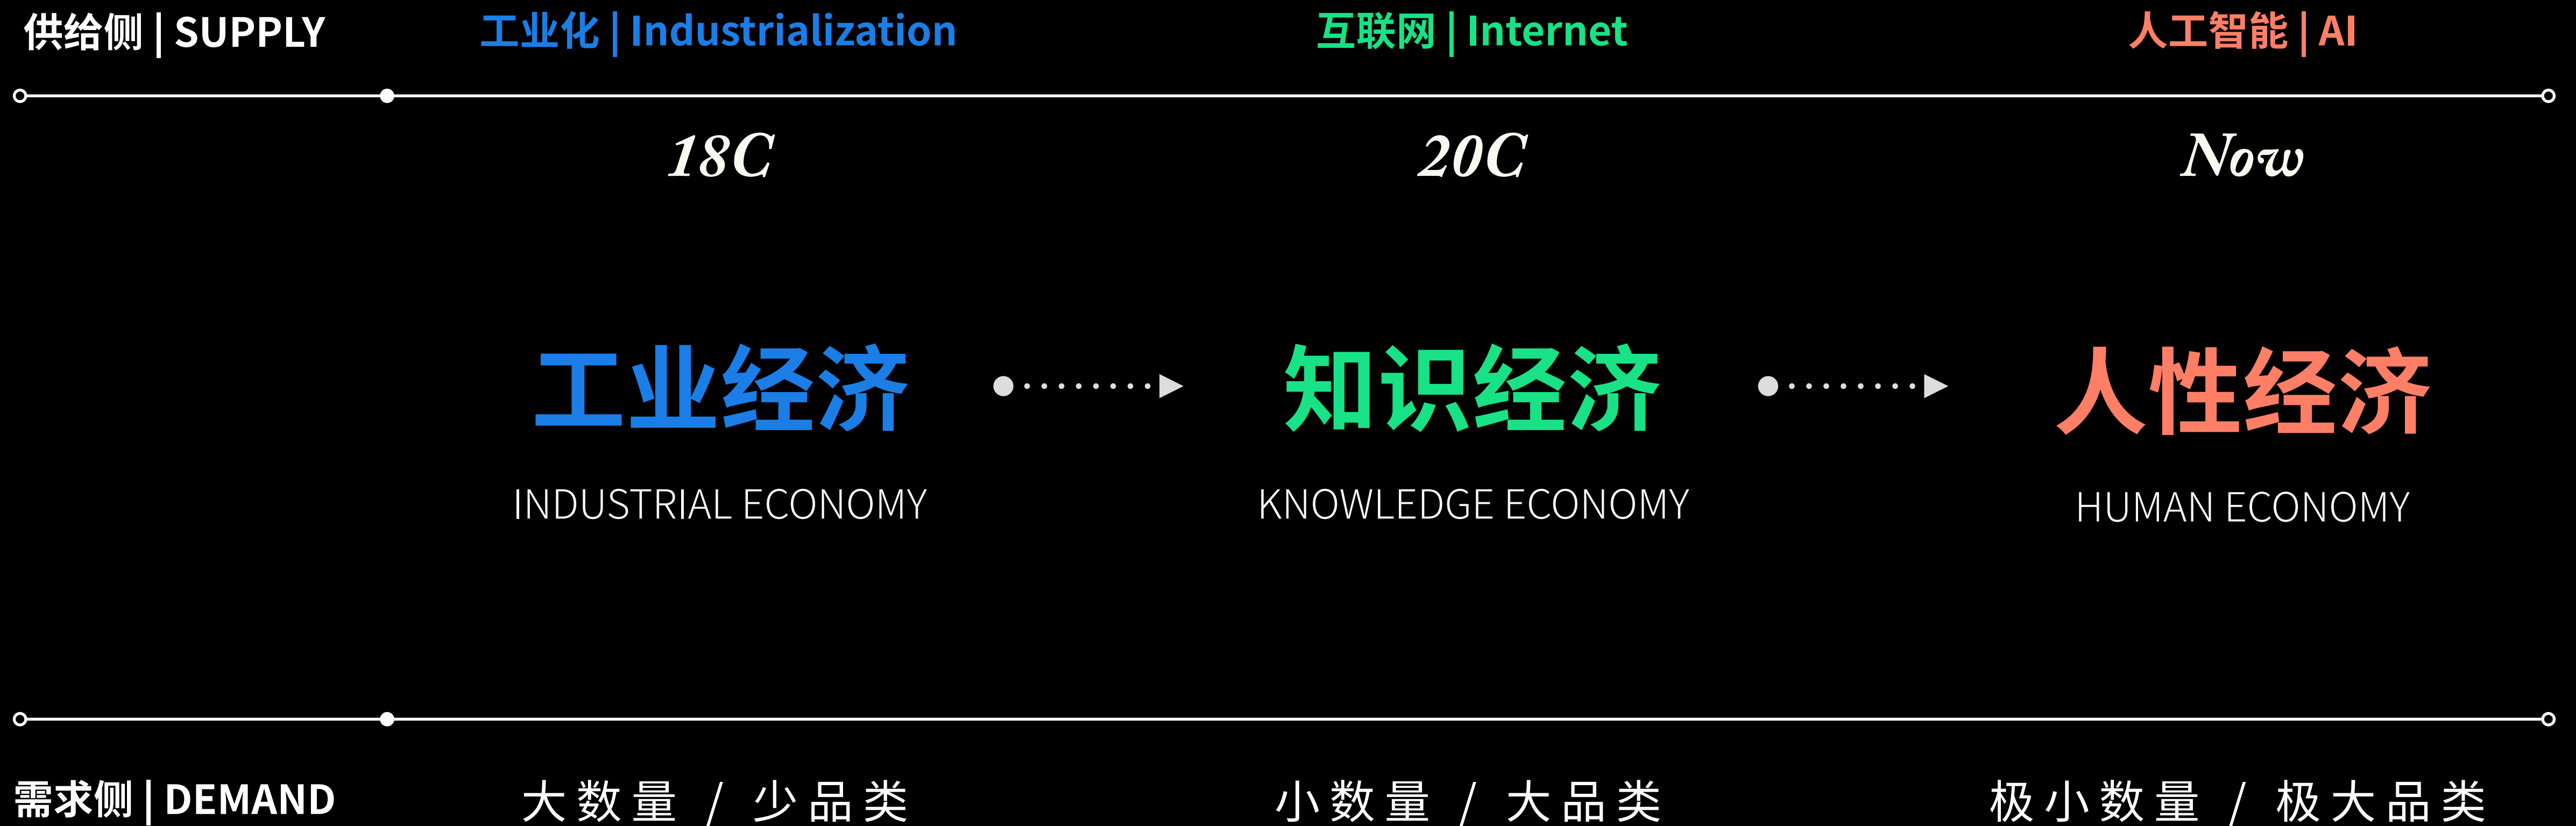 供给侧 | SUPPLY 工业化 | Industrialization 互联网 | Internet 人工智能 | AI
18C 20C Now
工业经济 知识经济 人性经济
INDUSTRIAL ECONOMY KNOWLEDGE ECONOMY HUMAN ECONOMY
需求侧 | DEMAND 大数量 / 少品类 小数量 / 大品类 极小数量 / 极大品类